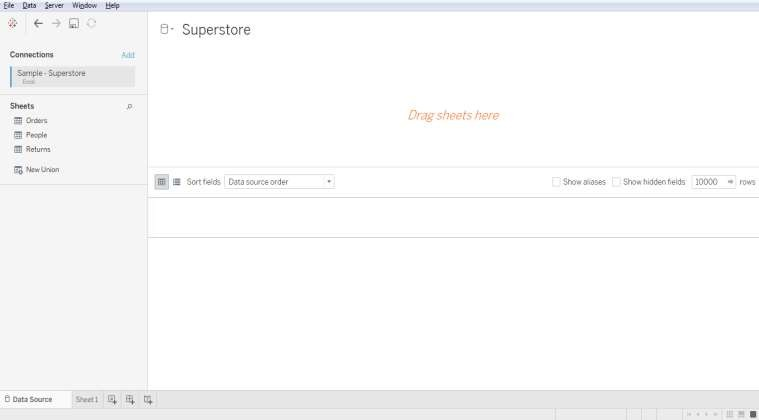 File Data Server Window Help
Superstore
Connections Add
Sample - Superstore
Excel
Sheets
Orders
People
Returns
New Union
Drag sheets here
Sort fields Data source order Show aliases Show hidden fields 10000 rows
Data Source Sheet 1